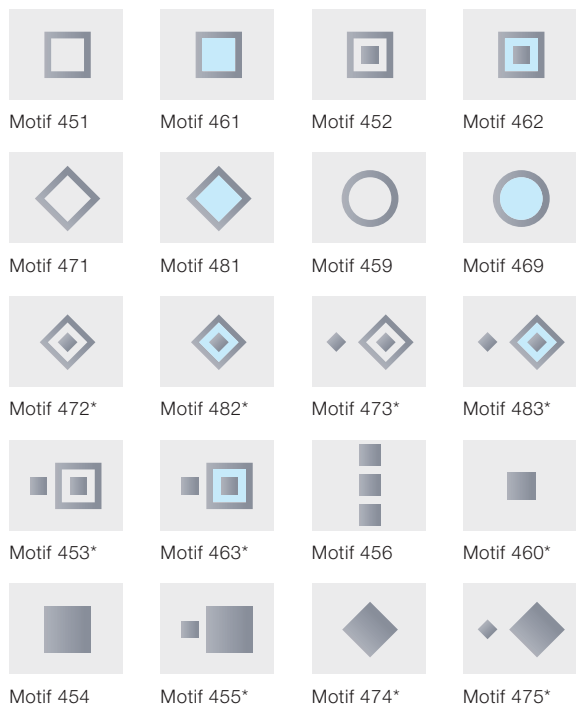 Motif 451
Motif 461
Motif 452
Motif 462
Motif 471
Motif 481
Motif 459
Motif 469
Motif 472*
Motif 482*
Motif 473*
Motif 483*
Motif 453*
Motif 463*
Motif 456
Motif 460*
Motif 454
Motif 455*
Motif 474*
Motif 475*